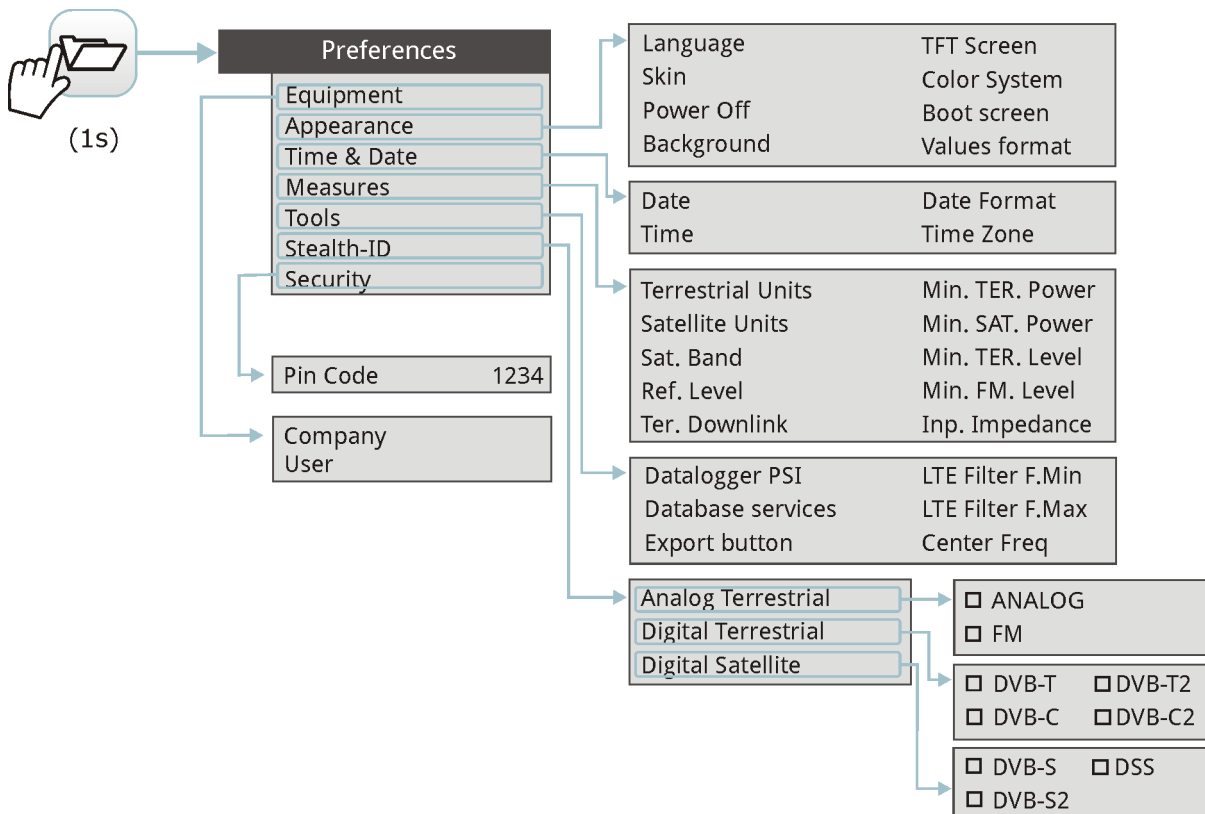 Preferences
(1s)
Equipment
Appearance
Time & Date
Measures
Tools
Stealth-ID
Security
Pin Code 1234
Company
User
Language TFT Screen
Skin Color System
Power Off Boot screen
Background Values format
Date Date Format
Time Time Zone
Terrestrial Units Min. TER. Power
Satellite Units Min. SAT. Power
Sat. Band Min. TER. Level
Ref. Level Min. FM. Level
Ter. Downlink Inp. Impedance
Datalogger PSI LTE Filter F.Min
Database services LTE Filter F.Max
Export button Center Freq
Analog Terrestrial
Digital Terrestrial
Digital Satellite
ANALOG
FM
DVB-T DVB-T2
DVB-C DVB-C2
DVB-S DSS
DVB-S2